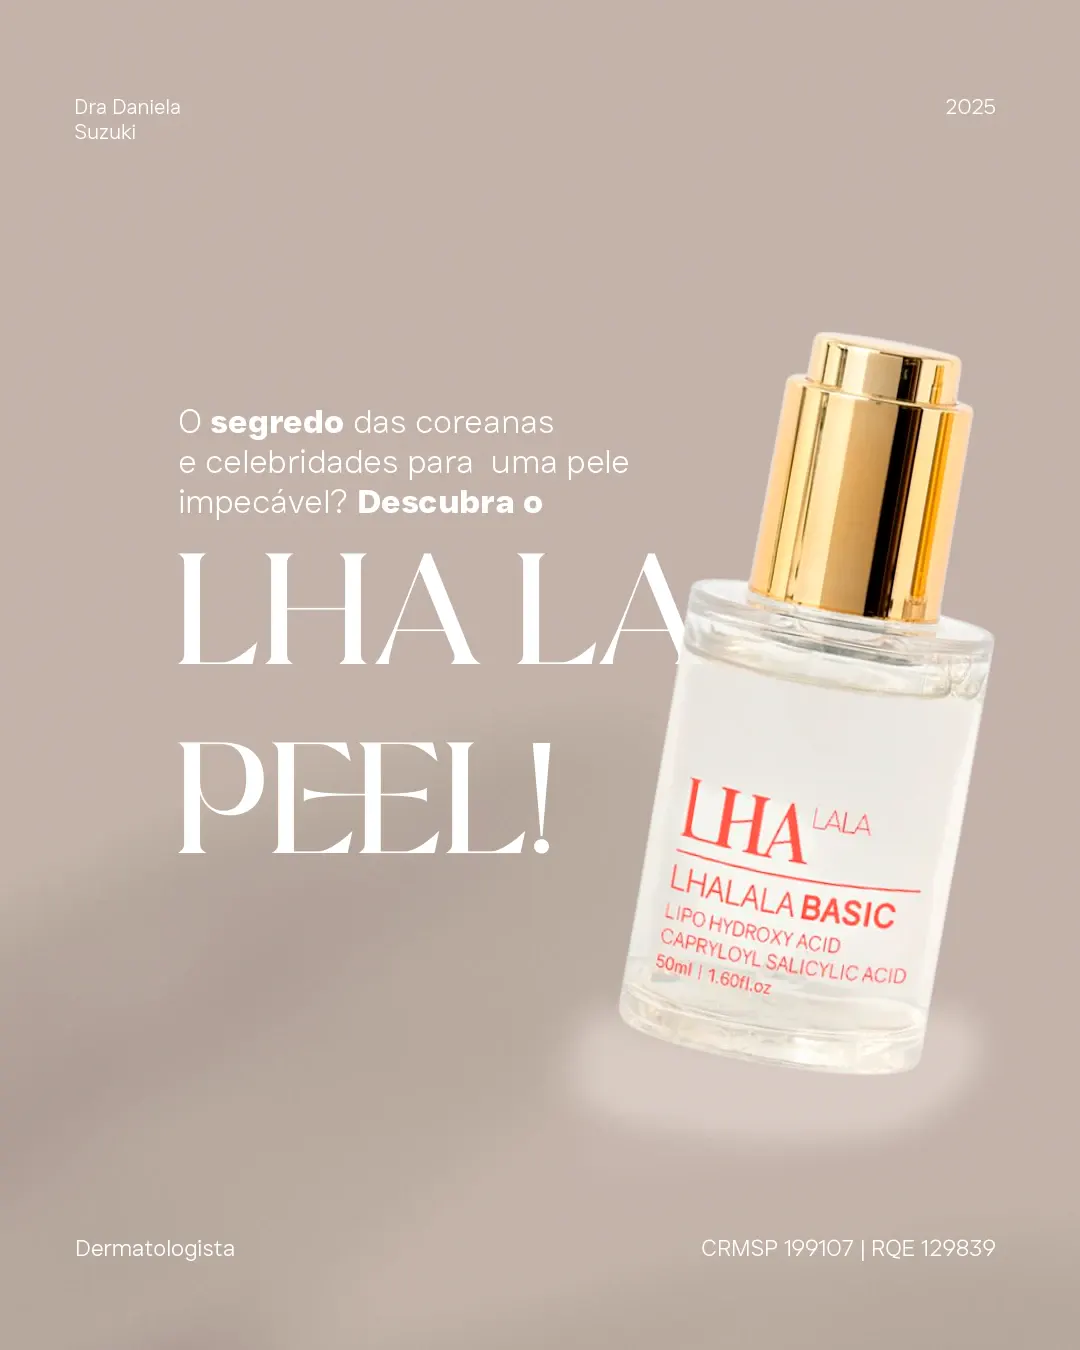 Dra Daniela
Suzuki
2025
O segredo das coreanas
e celebridades para uma pele
impecável? Descubra o
LHA LA
PEEL!
LHA LALA
LHALALA BASIC
LIPO HYDROXY ACID
CAPRYLOYL SALICYLIC ACID
50ml | 1.60fl.oz
Dermatologista
CRMSP 199107 | RQE 129839